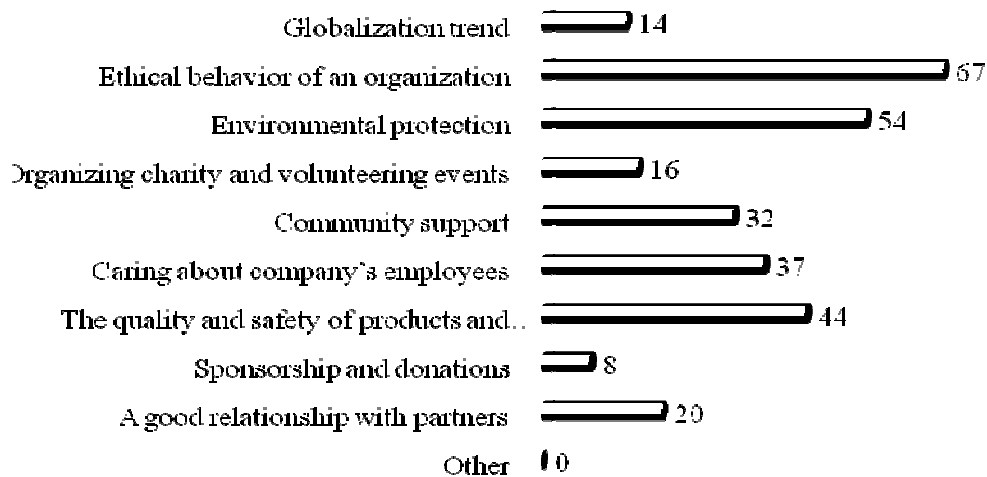 Globalization trend 14
Ethical behavior of an organization 67
Environmental protection 54
Organizing charity and volunteering events 16
Community support 32
Caring about company`s employees 37
The quality and safety of products and.. 44
Sponsorship and donations 8
A good relationship with partners 20
Other 0